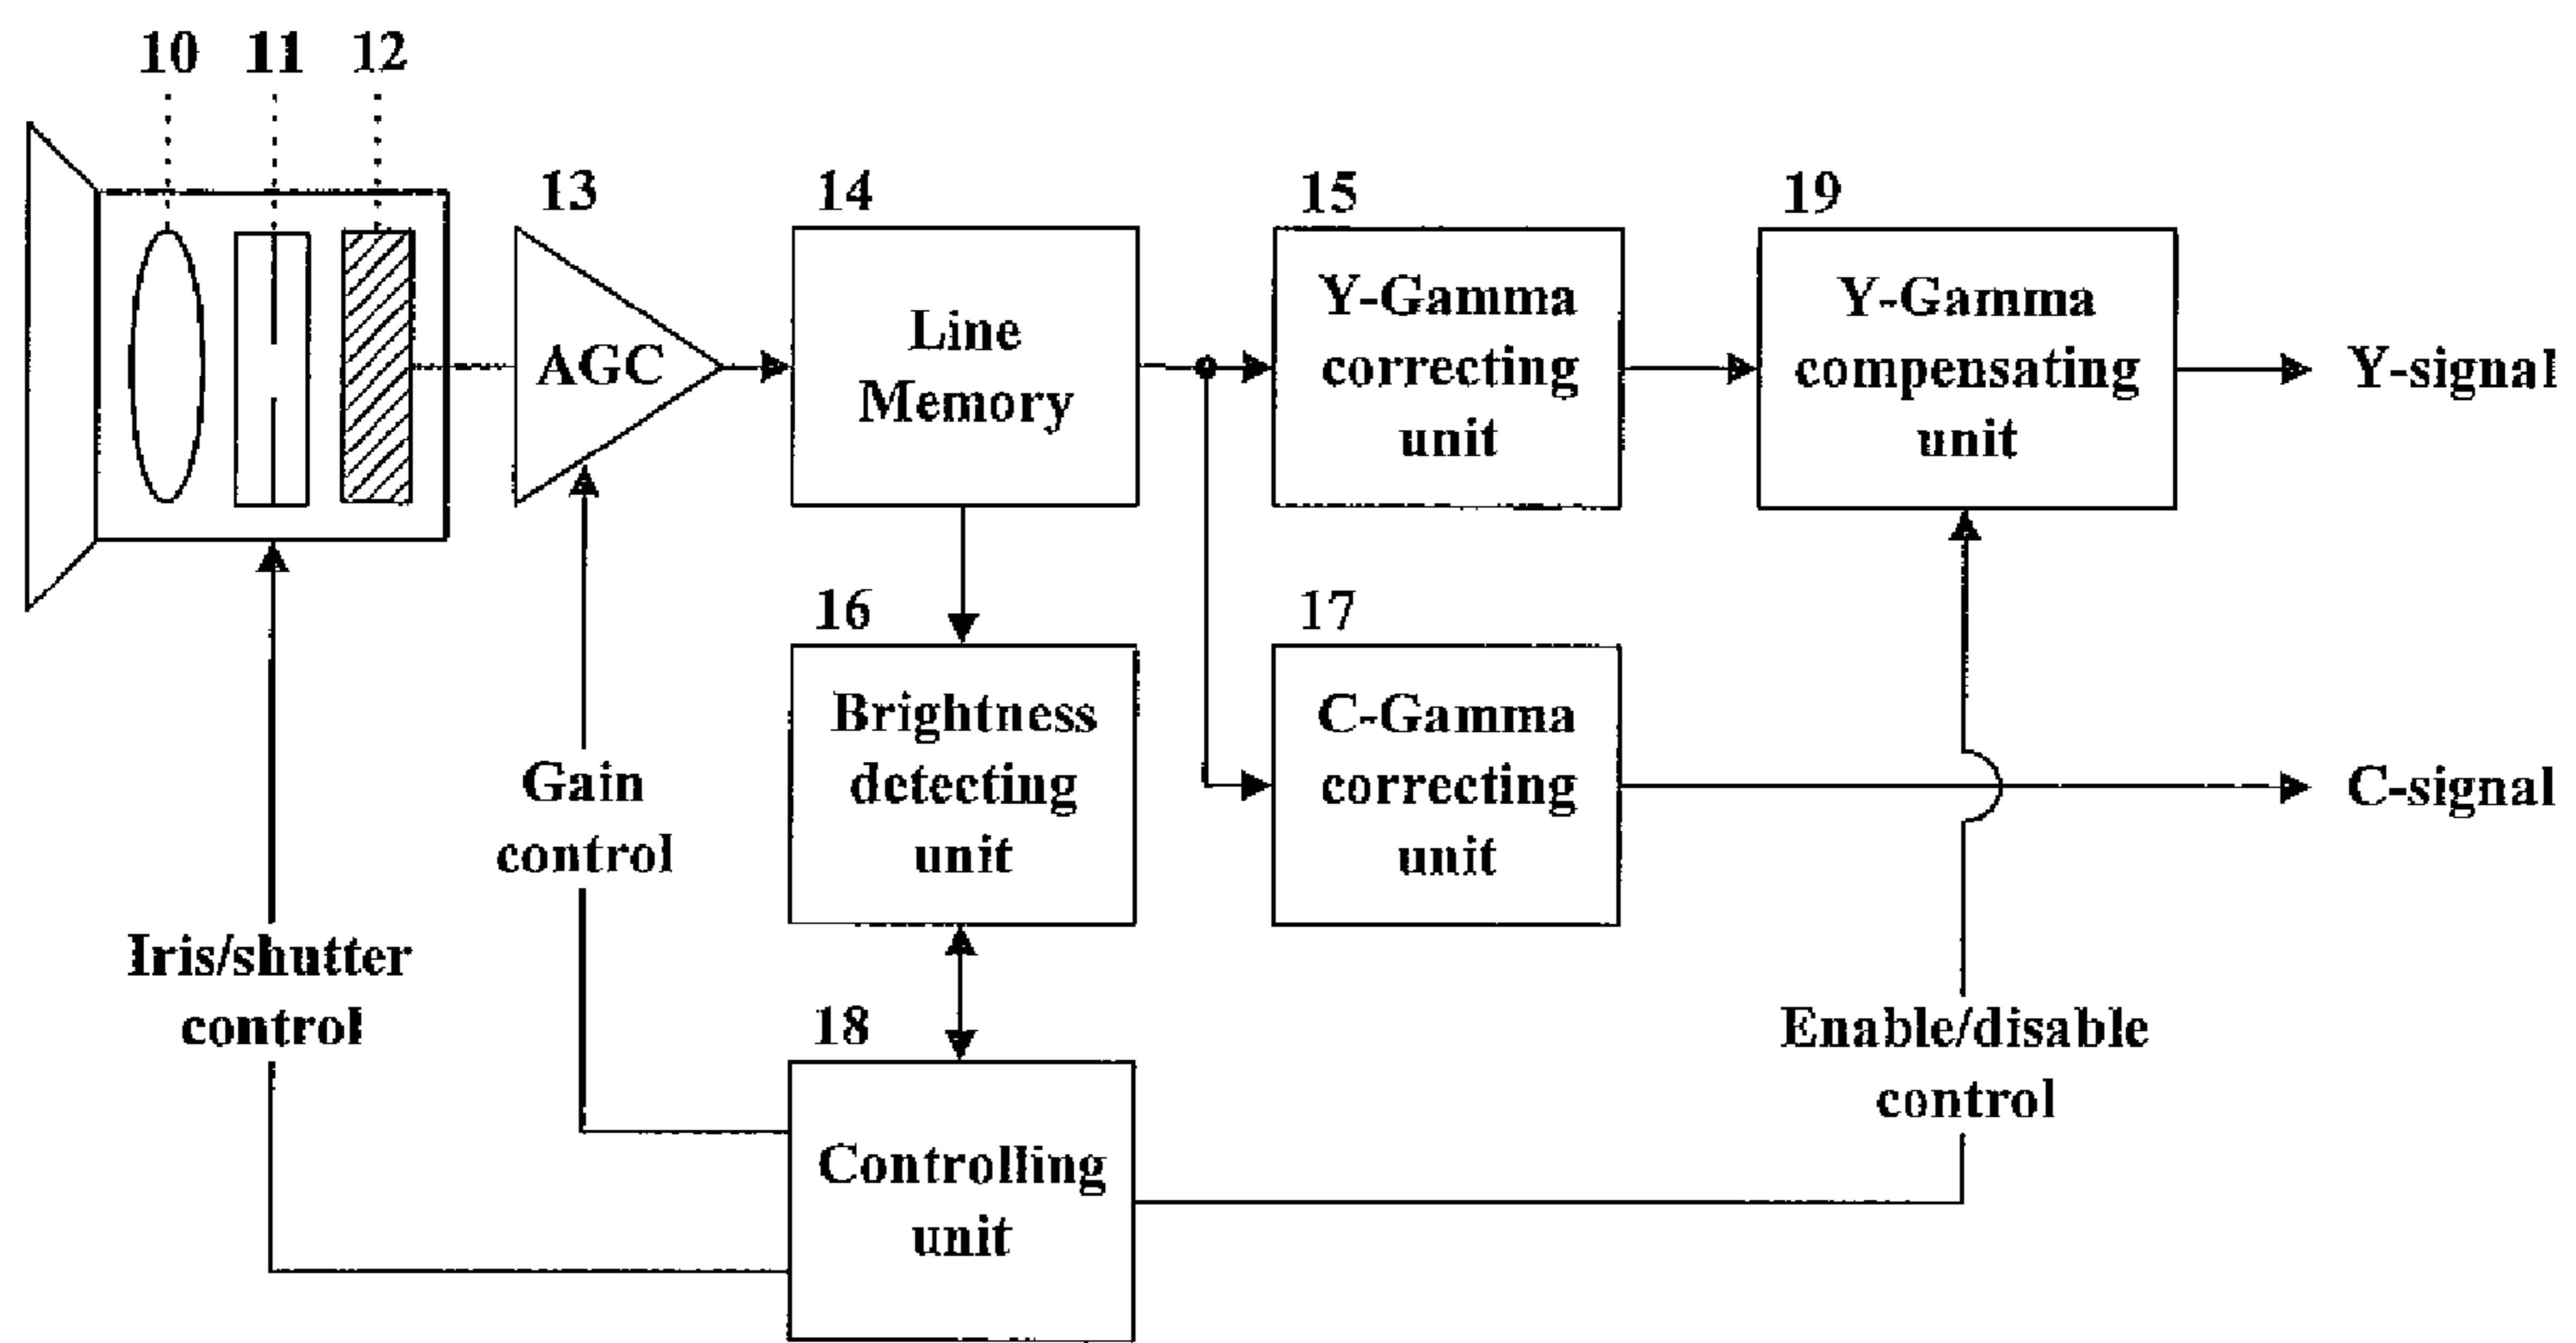 10 11 12
13
14
15
19
AGC
Line
Memory
Y-Gamma
correcting
unit
Y-Gamma
compensating
unit
Y-signal
16
17
Brightness
detecting
unit
C-Gamma
correcting
unit
C-signal
Gain
control
Iris/shutter
control
18
Controlling
unit
Enable/disable
control